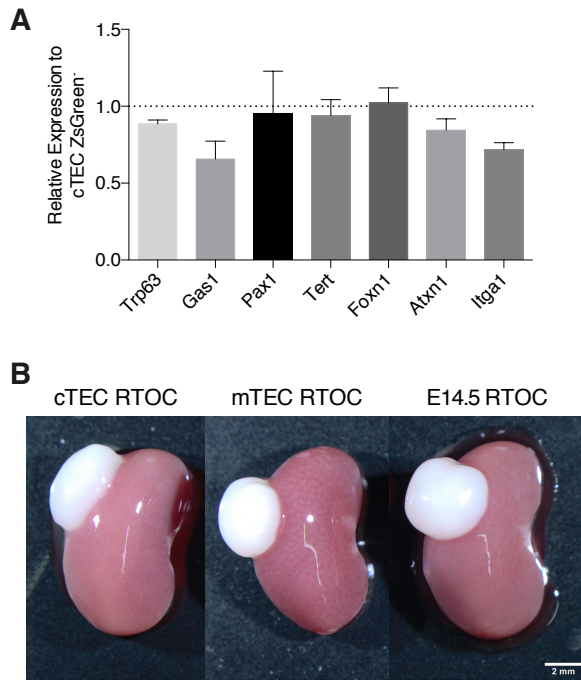 A
Relative Expression to
cTEC ZsGreen-
1.5
1.0
0.5
0.0
Trp63
Gas1
Pax1
Tert
Foxn1
Atxn1
Itga1
B
cTEC RTOC
mTEC RTOC
E14.5 RTOC
2 mm